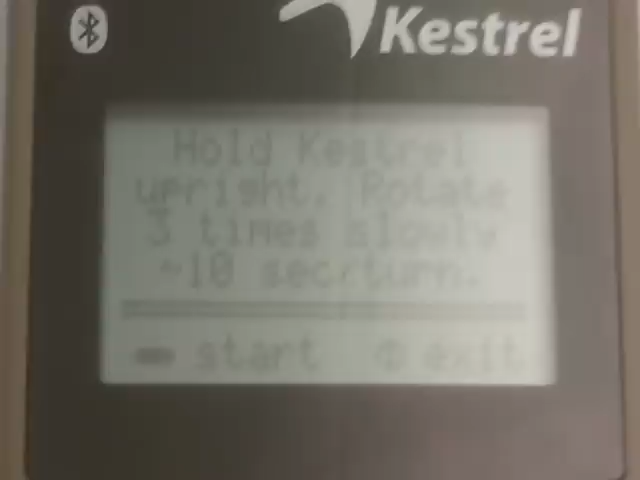 Kestrel
Hold Kestrel
upright. Rotate
3 times slowly
~10 sec/turn.
start exit